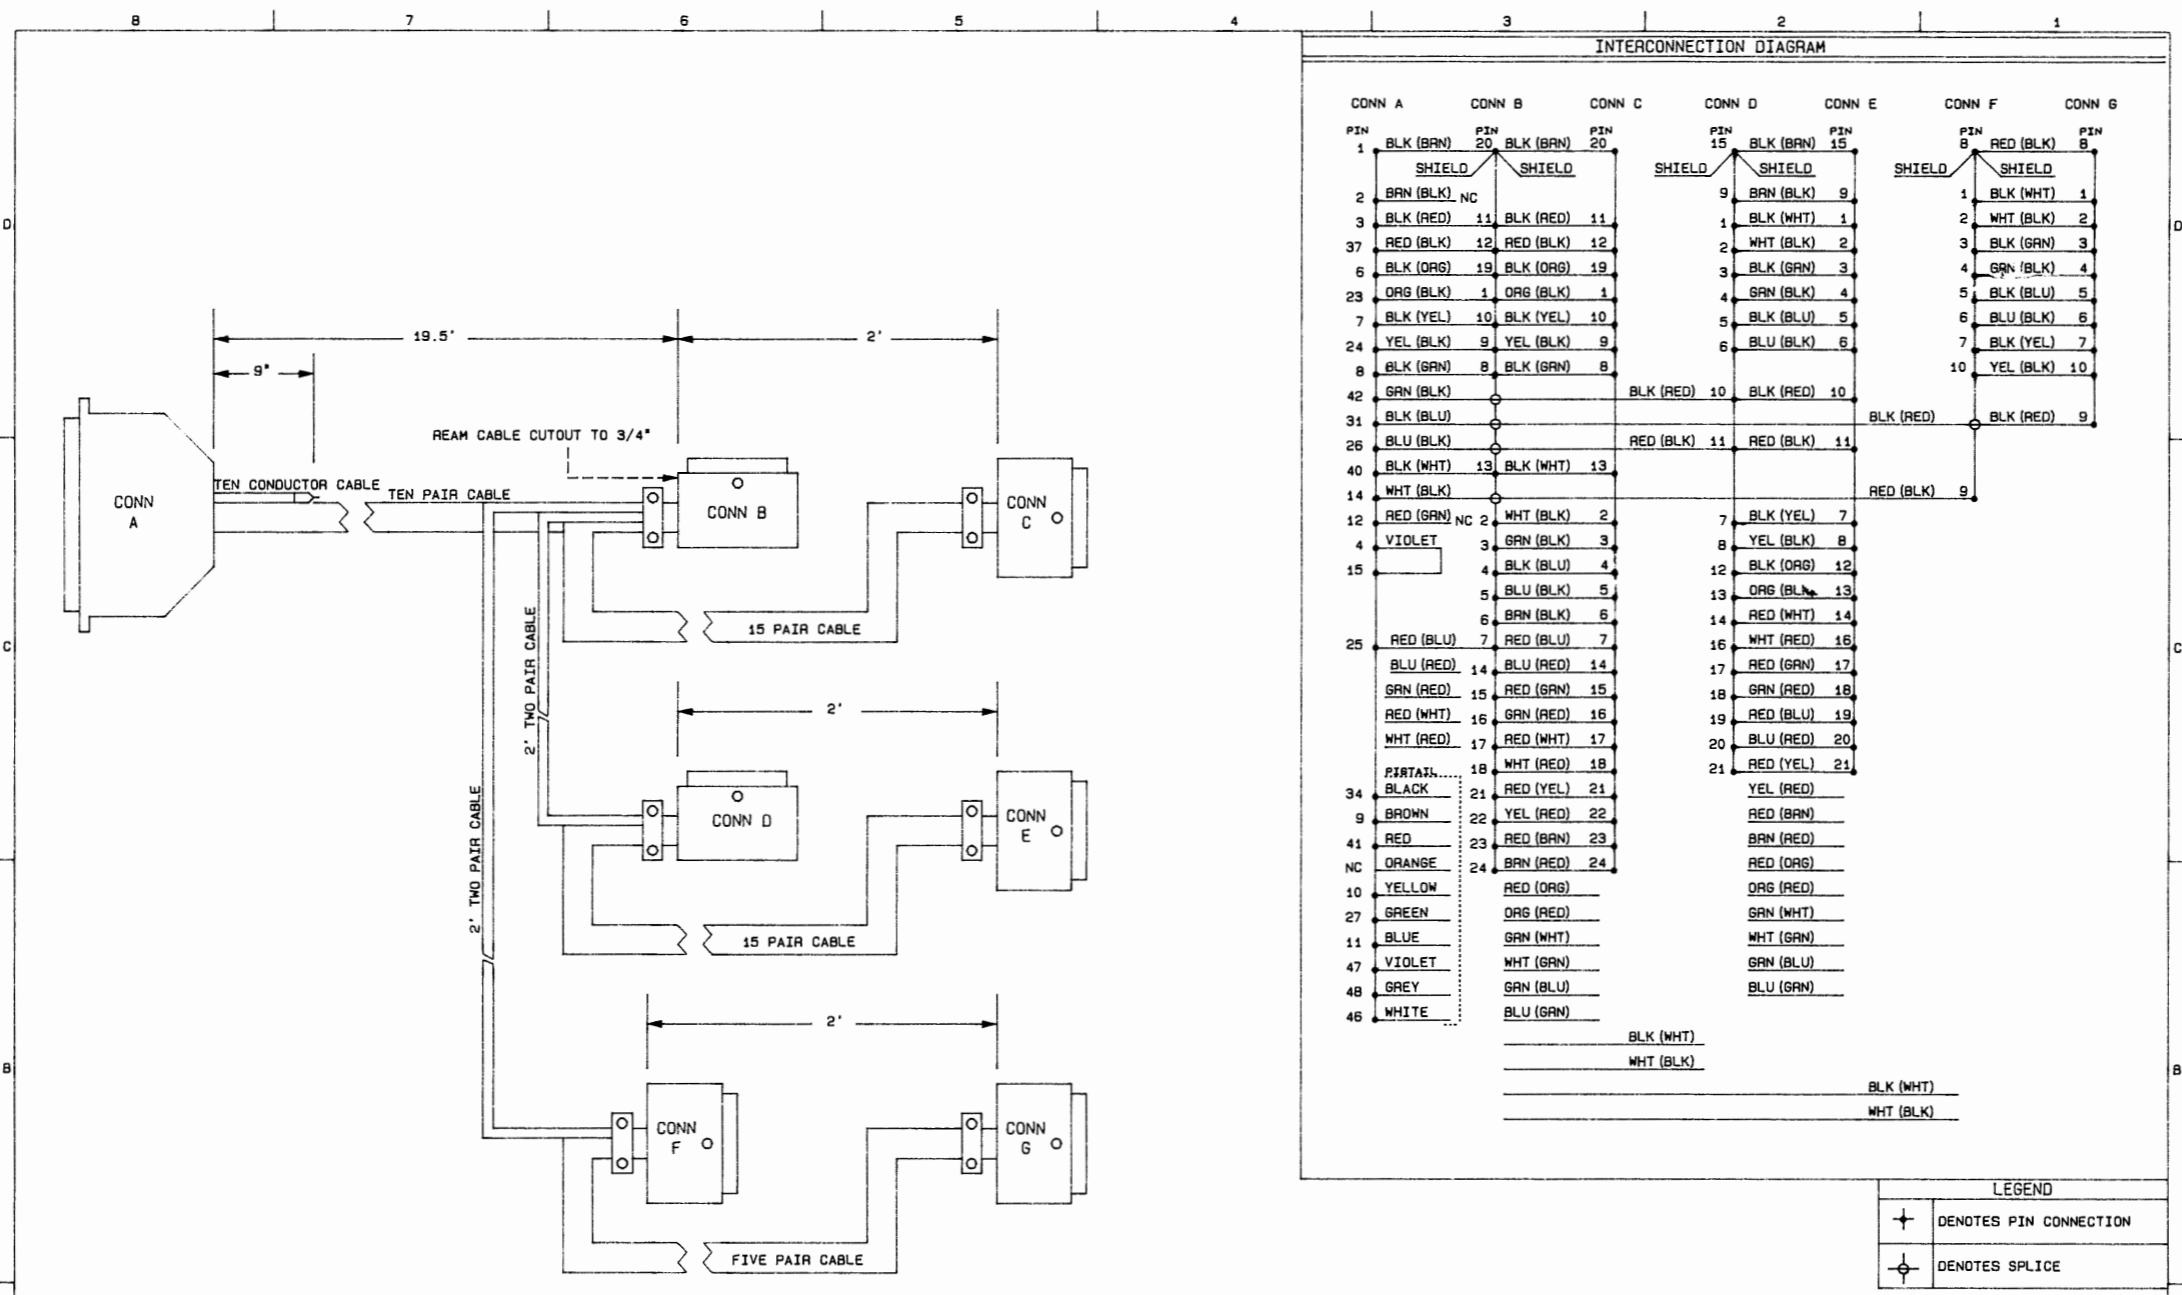 8 7 6 5 4 3 2 1
INTERCONNECTION DIAGRAM
CONN A CONN B CONN C CONN D CONN E CONN F CONN G
PIN PIN PIN PIN PIN PIN PIN
1 BLK (BRN) 20 BLK (BRN) 20 15 BLK (BRN) 15 8 RED (BLK) 8
SHIELD SHIELD SHIELD SHIELD SHIELD SHIELD
2 BRN (BLK) NC 9 BRN (BLK) 9 1 BLK (WHT) 1
3 BLK (RED) 11 BLK (RED) 11 1 BLK (WHT) 1 2 WHT (BLK) 2
37 RED (BLK) 12 RED (BLK) 12 2 WHT (BLK) 2 3 BLK (GRN) 3
6 BLK (ORG) 19 BLK (ORG) 19 3 BLK (GRN) 3 4 GRN (BLK) 4
23 ORG (BLK) 1 ORG (BLK) 1 4 GRN (BLK) 4 5 BLK (BLU) 5
7 BLK (YEL) 10 BLK (YEL) 10 5 BLK (BLU) 5 6 BLU (BLK) 6
24 YEL (BLK) 9 YEL (BLK) 9 6 BLU (BLK) 6 7 BLK (YEL) 7
8 BLK (GRN) 8 BLK (GRN) 8 10 YEL (BLK) 10
42 GRN (BLK) BLK (RED) 10 BLK (RED) 10
31 BLK (BLU) BLK (RED) BLK (RED) 9
26 BLU (BLK) RED (BLK) 11 RED (BLK) 11
40 BLK (WHT) 13 BLK (WHT) 13
14 WHT (BLK) RED (BLK) 9
12 RED (GRN) NC 2 WHT (BLK) 2 7 BLK (YEL) 7
4 VIOLET 3 GRN (BLK) 3 8 YEL (BLK) 8
15 4 BLK (BLU) 4 12 BLK (ORG) 12
5 BLU (BLK) 5 13 ORG (BLK 13
6 BRN (BLK) 6 14 RED (WHT) 14
25 RED (BLU) 7 RED (BLU) 7 16 WHT (RED) 16
BLU (RED) 14 BLU (RED) 14 17 RED (GRN) 17
GRN (RED) 15 RED (GRN) 15 18 GRN (RED) 18
RED (WHT) 16 GRN (RED) 16 19 RED (BLU) 19
WHT (RED) 17 RED (WHT) 17 20 BLU (RED) 20
PIGTAIL 18 WHT (RED) 18 21 RED (YEL) 21
34 BLACK 21 RED (YEL) 21 YEL (RED)
9 BROWN 22 YEL (RED) 22 RED (BRN)
41 RED 23 RED (BRN) 23 BRN (RED)
NC ORANGE 24 BRN (RED) 24 RED (ORG)
10 YELLOW RED (ORG) ORG (RED)
27 GREEN ORG (RED) GRN (WHT)
11 BLUE GRN (WHT) WHT (GRN)
47 VIOLET WHT (GRN) GRN (BLU)
48 GREY GRN (BLU) BLU (GRN)
46 WHITE BLU (GRN)
BLK (WHT)
WHT (BLK)
BLK (WHT)
WHT (BLK)
LEGEND
DENOTES PIN CONNECTION
DENOTES SPLICE
D
C
B
D
C
B
19.5' 2'
9"
REAM CABLE CUTOUT TO 3/4"
TEN CONDUCTOR CABLE
TEN PAIR CABLE
CONN
A
CONN B
CONN
C
15 PAIR CABLE
2' TWO PAIR CABLE
2'
CONN D
CONN
E
2' TWO PAIR CABLE
15 PAIR CABLE
2'
CONN
F
CONN
G
FIVE PAIR CABLE